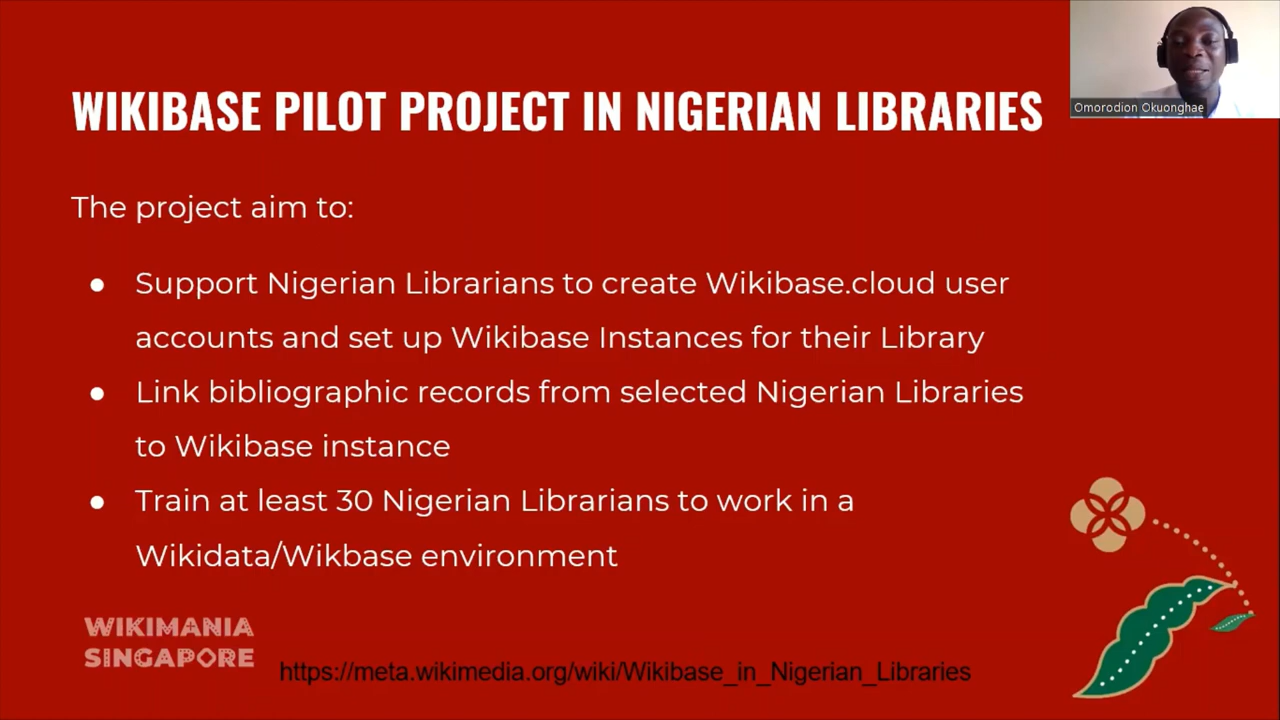 WIKIBASE PILOT PROJECT IN NIGERIAN LIBRARIES
Omorodion Okuonghae
The project aim to:
● Support Nigerian Librarians to create Wikibase.cloud user
accounts and set up Wikibase Instances for their Library
● Link bibliographic records from selected Nigerian Libraries
to Wikibase instance
● Train at least 30 Nigerian Librarians to work in a
Wikidata/Wikbase environment
WIKIMANIA
SINGAPORE
https://meta.wikimedia.org/wiki/Wikibase_in_Nigerian_Libraries